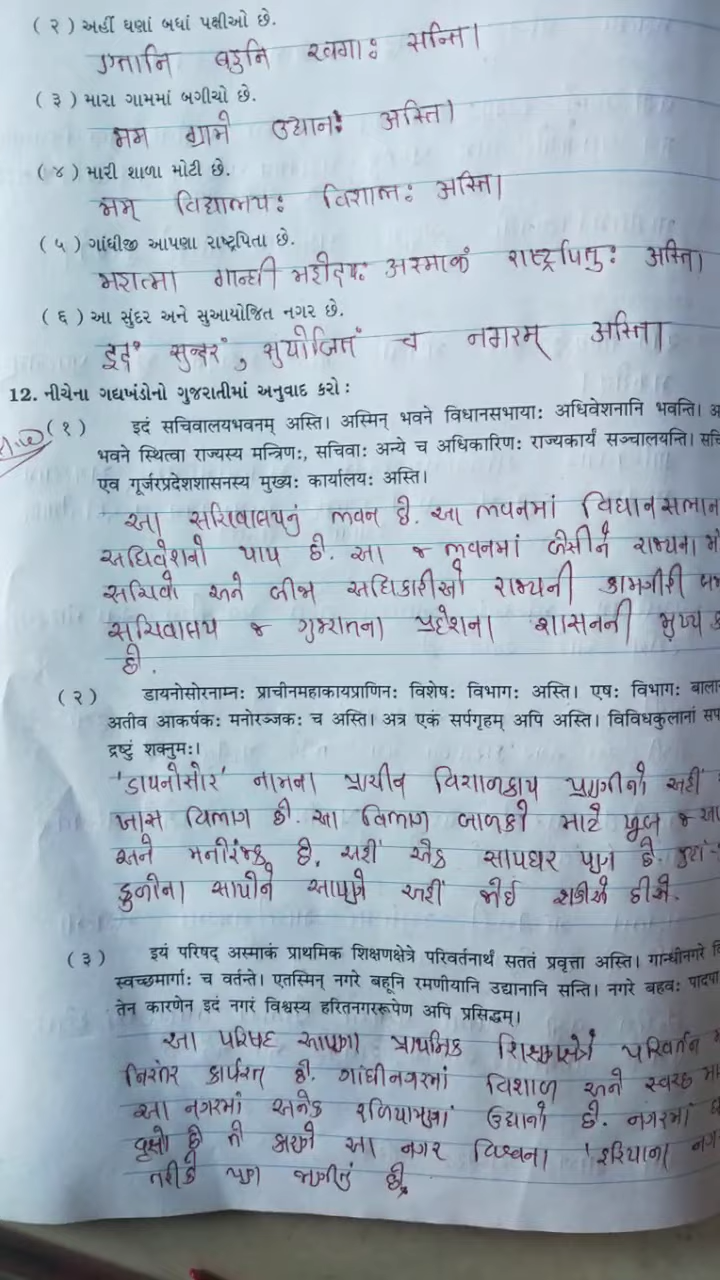 (૨) અહીં ઘણાં બધાં પક્ષીઓ છે.
एतानि बहुनि खगाः सन्ति।
(૩) મારા ગામમાં બગીચો છે.
मम ग्रामे उद्यानः अस्ति।
(૪) મારી શાળા મોટી છે.
मम् विद्यालयः विशालः अस्ति।
(૫) ગાંધીજી આપણા રાષ્ટ્રપિતા છે.
महात्मा गान्धी महोदयः अस्माकं राष्ट्रपितुः अस्ति।
(૬) આ સુંદર અને સુઆયોજિત નગર છે.
इदं सुन्दरं, सुयोजितं च नगरम् अस्ति।
12. નીચેના ગદ્યખંડોનો ગુજરાતીમાં અનુવાદ કરો :
(૧) इदं सचिवालयभवनम् अस्ति। अस्मिन् भवने विधानसभायाः अधिवेशनानि भवन्ति।
भवने स्थित्वा राज्यस्य मन्त्रिणः, सचिवाः अन्ये च अधिकारिणः राज्यकार्यं सञ्चालयन्ति।
एव गूर्जरप्रदेशशासनस्य मुख्यः कार्यालयः अस्ति।
આ સચિવાલયનું ભવન છે. આ ભવનમાં વિધાનસભાન
અધિવેશનો થાય છે. આ જ ભવનમાં બેસીને રાજ્યના
સચિવો અને બીજા અધિકારીઓ રાજ્યની કામગીરી
સચિવાલય જ ગુજરાતના પ્રદેશના શાસનની મુખ્ય
છે.
(૨) डायनोसोरनाम्नः प्राचीनमहाकायप्राणिनः विशेषः विभागः अस्ति। एषः विभागः बाला
अतीव आकर्षकः मनोरञ्जकः च अस्ति। अत्र एकं सर्पगृहम् अपि अस्ति। विविधकुलानां सप
द्रष्टुं शक्नुमः।
'ડાયનોસોર' નામના પ્રાચીન વિશાળકાય પ્રાણીનો અહીં
ખાસ વિભાગ છે. આ વિભાગ બાળકો માટે ખૂબ જ આ
અને મનોરંજક છે. અહીં એક સાપઘર પણ છે.
કુળોના સાપોને આપણે અહીં જોઈ શકીએ છીએ.
(૩) इयं परिषद् अस्माकं प्राथमिक शिक्षणक्षेत्रे परिवर्तनार्थं सततं प्रवृत्ता अस्ति। गान्धीनगरे
स्वच्छमार्गाः च वर्तन्ते। एतस्मिन् नगरे बहूनि रमणीयानि उद्यानानि सन्ति। नगरे बहवः पादपा
तेन कारणेन इदं नगरं विश्वस्य हरितनगररूपेण अपि प्रसिद्धम्।
આ પરિષદ આપણા પ્રાથમિક શિક્ષણક્ષેત્રે પરિવર્તન
નિરંતર કાર્યરત છે. ગાંધીનગરમાં વિશાળ અને સ્વચ્છ મા
આ નગરમાં અનેક રળિયામણાં ઉદ્યાનો છે. નગરમાં
વૃક્ષો છે તે કારણે આ નગર વિશ્વના 'હરિયાળા નગ
તરીકે પણ જાણીતું છે.